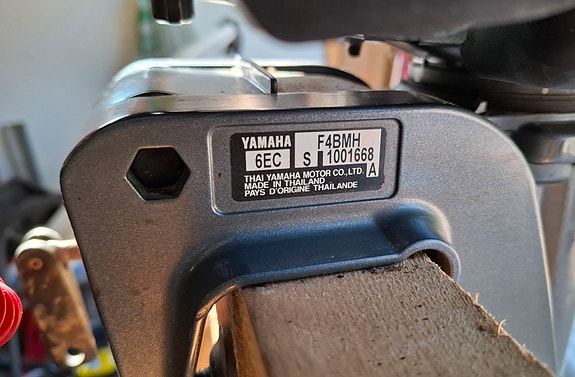 YAMAHA F4BMH
6EC S 1001668
THAI YAMAHA MOTOR CO.,LTD. A
MADE IN THAILAND
PAYS D'ORIGINE THAILANDE